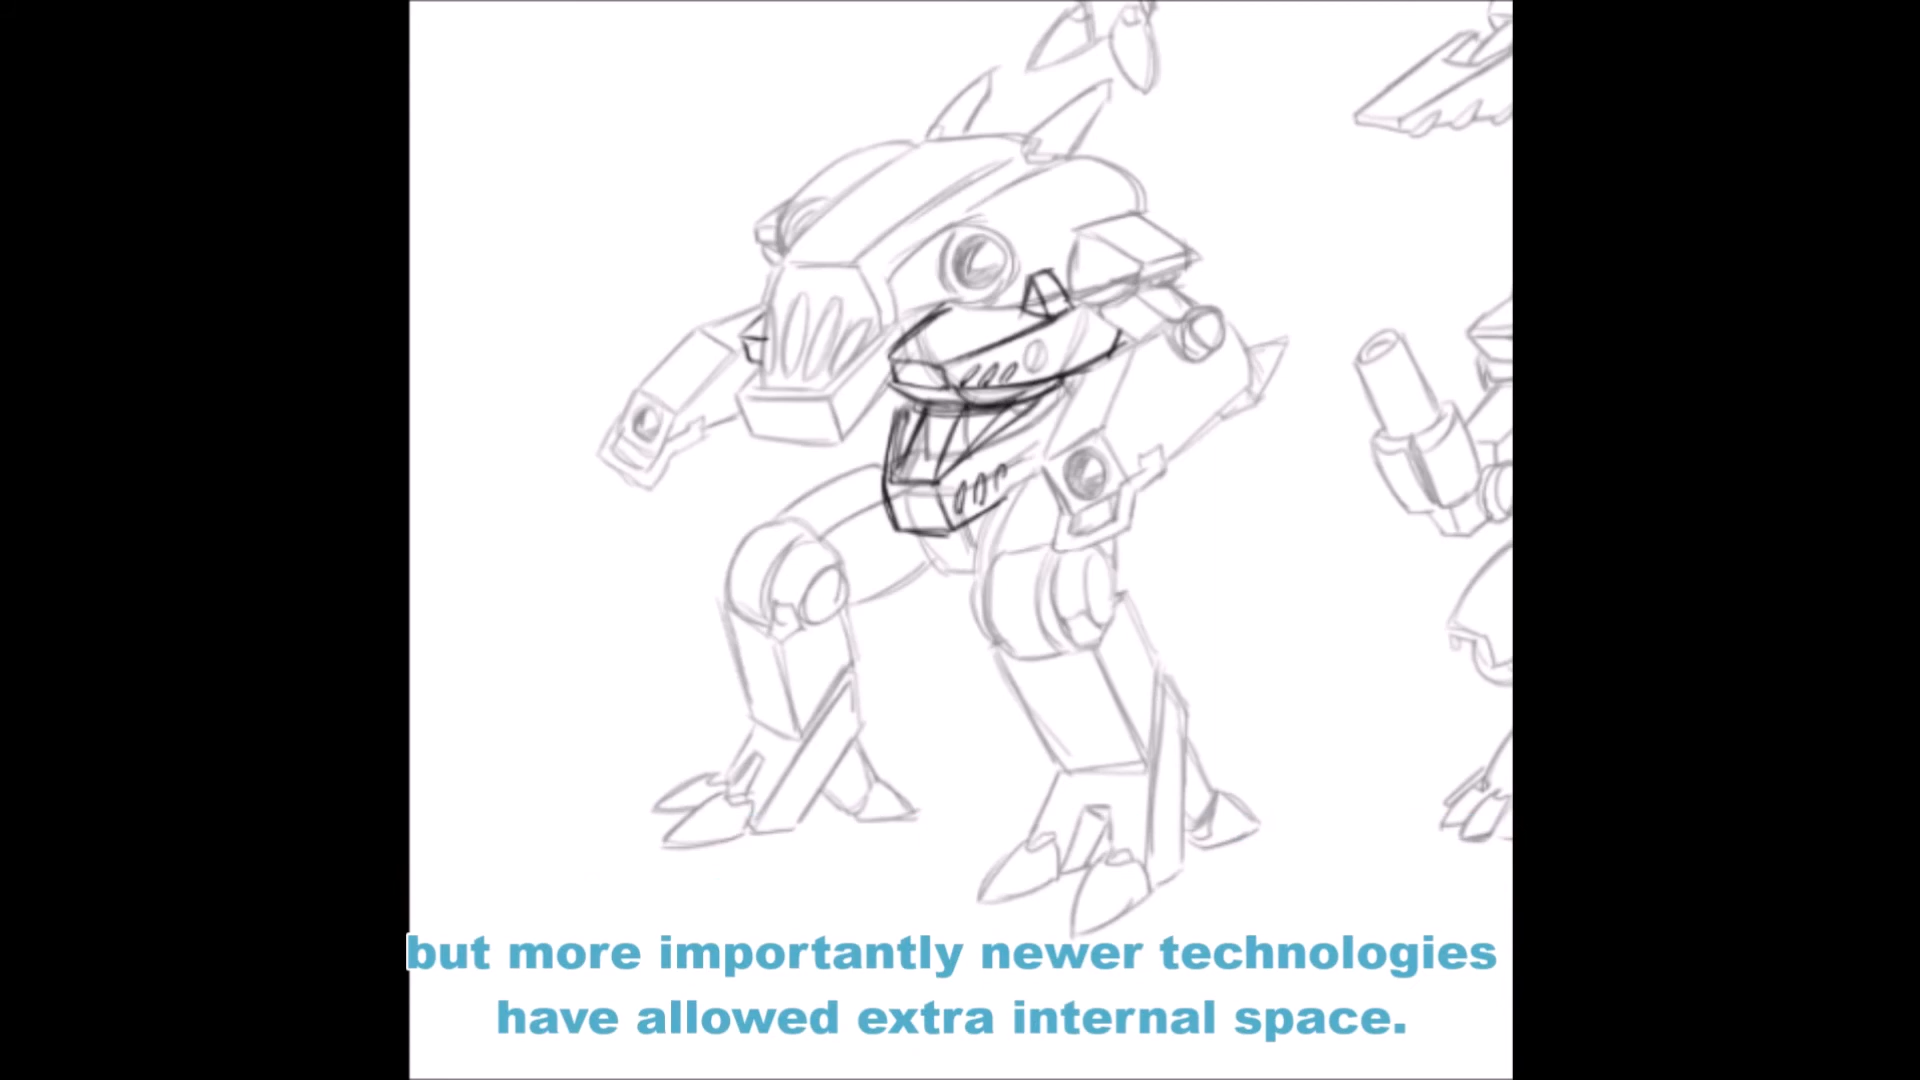 but more importantly newer technologies
have allowed extra internal space.